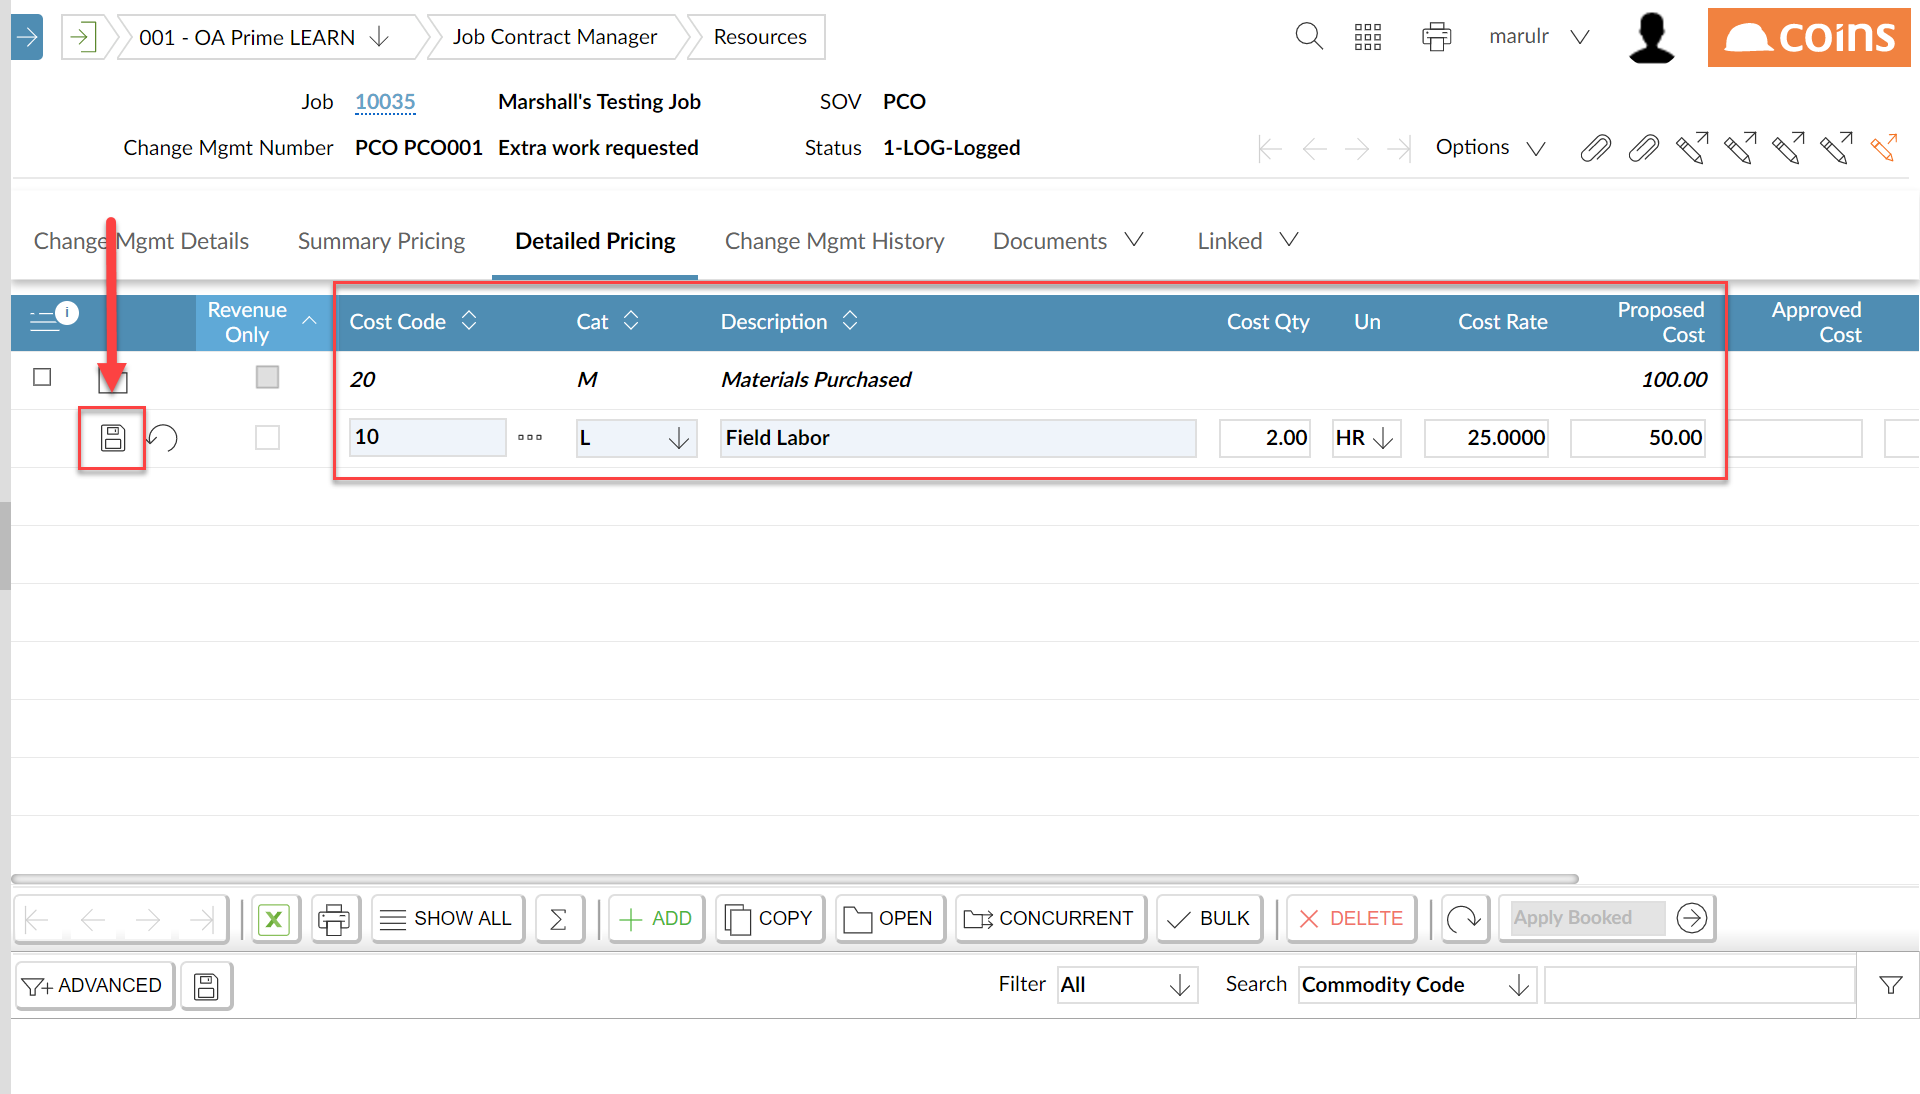 001 - OA Prime LEARN
Job Contract Manager
Resources
marulr
coins
Job 10035 Marshall's Testing Job SOV PCO
Change Mgmt Number PCO PCO001 Extra work requested Status 1-LOG-Logged
Options
Change Mgmt Details Summary Pricing Detailed Pricing Change Mgmt History Documents Linked
i
Revenue Only
Cost Code Cat Description Cost Qty Un Cost Rate Proposed Cost Approved Cost
20 M Materials Purchased 100.00
10 L Field Labor 2.00 HR 25.0000 50.00
X SHOW ALL Σ ADD COPY OPEN CONCURRENT BULK DELETE Apply Booked
ADVANCED Filter All Search Commodity Code